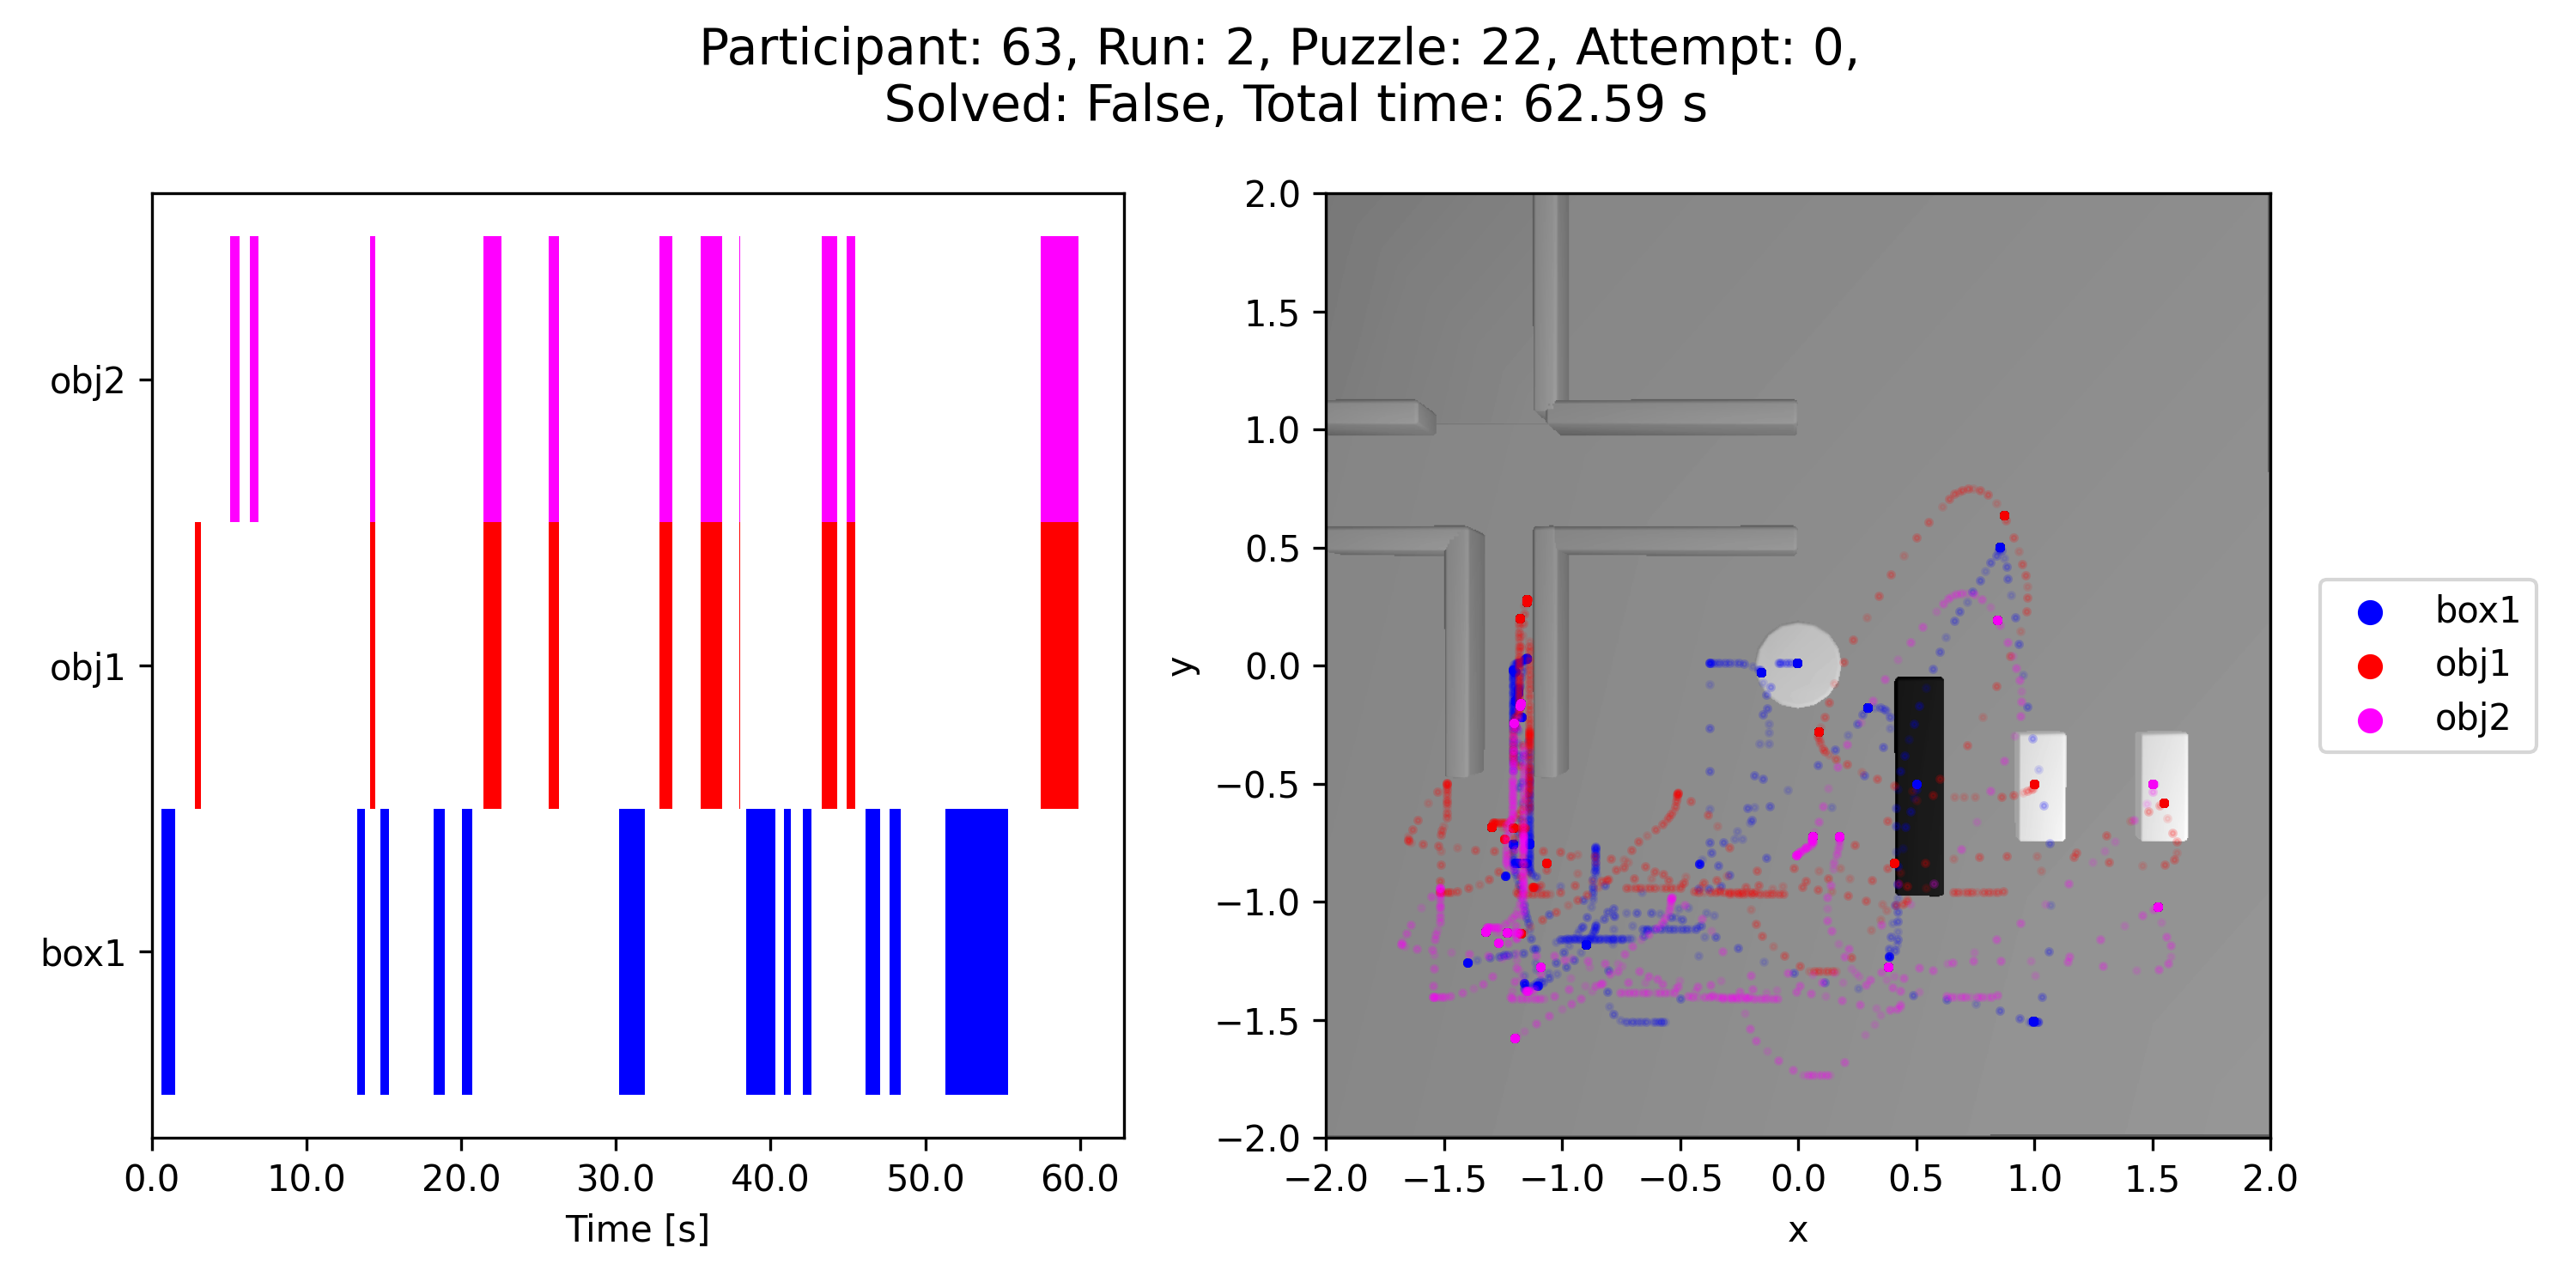 Participant: 63, Run: 2, Puzzle: 22, Attempt: 0,
Solved: False, Total time: 62.59 s
obj2
obj1
box1
0.0 10.0 20.0 30.0 40.0 50.0 60.0
Time [s]
2.0
1.5
1.0
0.5
0.0
−0.5
−1.0
−1.5
−2.0
y
−2.0 −1.5 −1.0 −0.5 0.0 0.5 1.0 1.5 2.0
x
box1
obj1
obj2